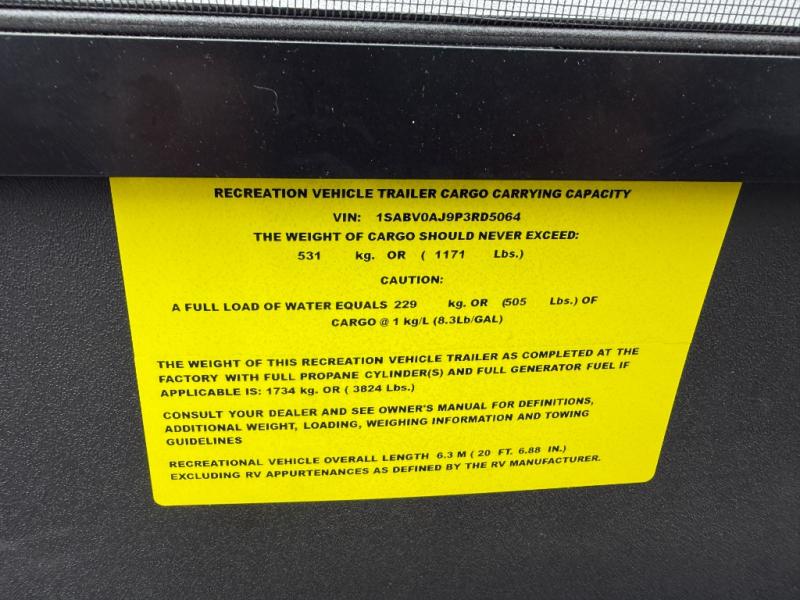 RECREATION VEHICLE TRAILER CARGO CARRYING CAPACITY
VIN: 1SABV0AJ9P3RD5064
THE WEIGHT OF CARGO SHOULD NEVER EXCEED:
531 kg. OR ( 1171 Lbs.)
CAUTION:
A FULL LOAD OF WATER EQUALS 229 kg. OR (505 Lbs.) OF
CARGO @ 1 kg/L (8.3Lb/GAL)
THE WEIGHT OF THIS RECREATION VEHICLE TRAILER AS COMPLETED AT THE
FACTORY WITH FULL PROPANE CYLINDER(S) AND FULL GENERATOR FUEL IF
APPLICABLE IS: 1734 kg. OR ( 3824 Lbs.)
CONSULT YOUR DEALER AND SEE OWNER'S MANUAL FOR DEFINITIONS,
ADDITIONAL WEIGHT, LOADING, WEIGHING INFORMATION AND TOWING
GUIDELINES
RECREATIONAL VEHICLE OVERALL LENGTH 6.3 M ( 20 FT. 6.88 IN.)
EXCLUDING RV APPURTENANCES AS DEFINED BY THE RV MANUFACTURER.